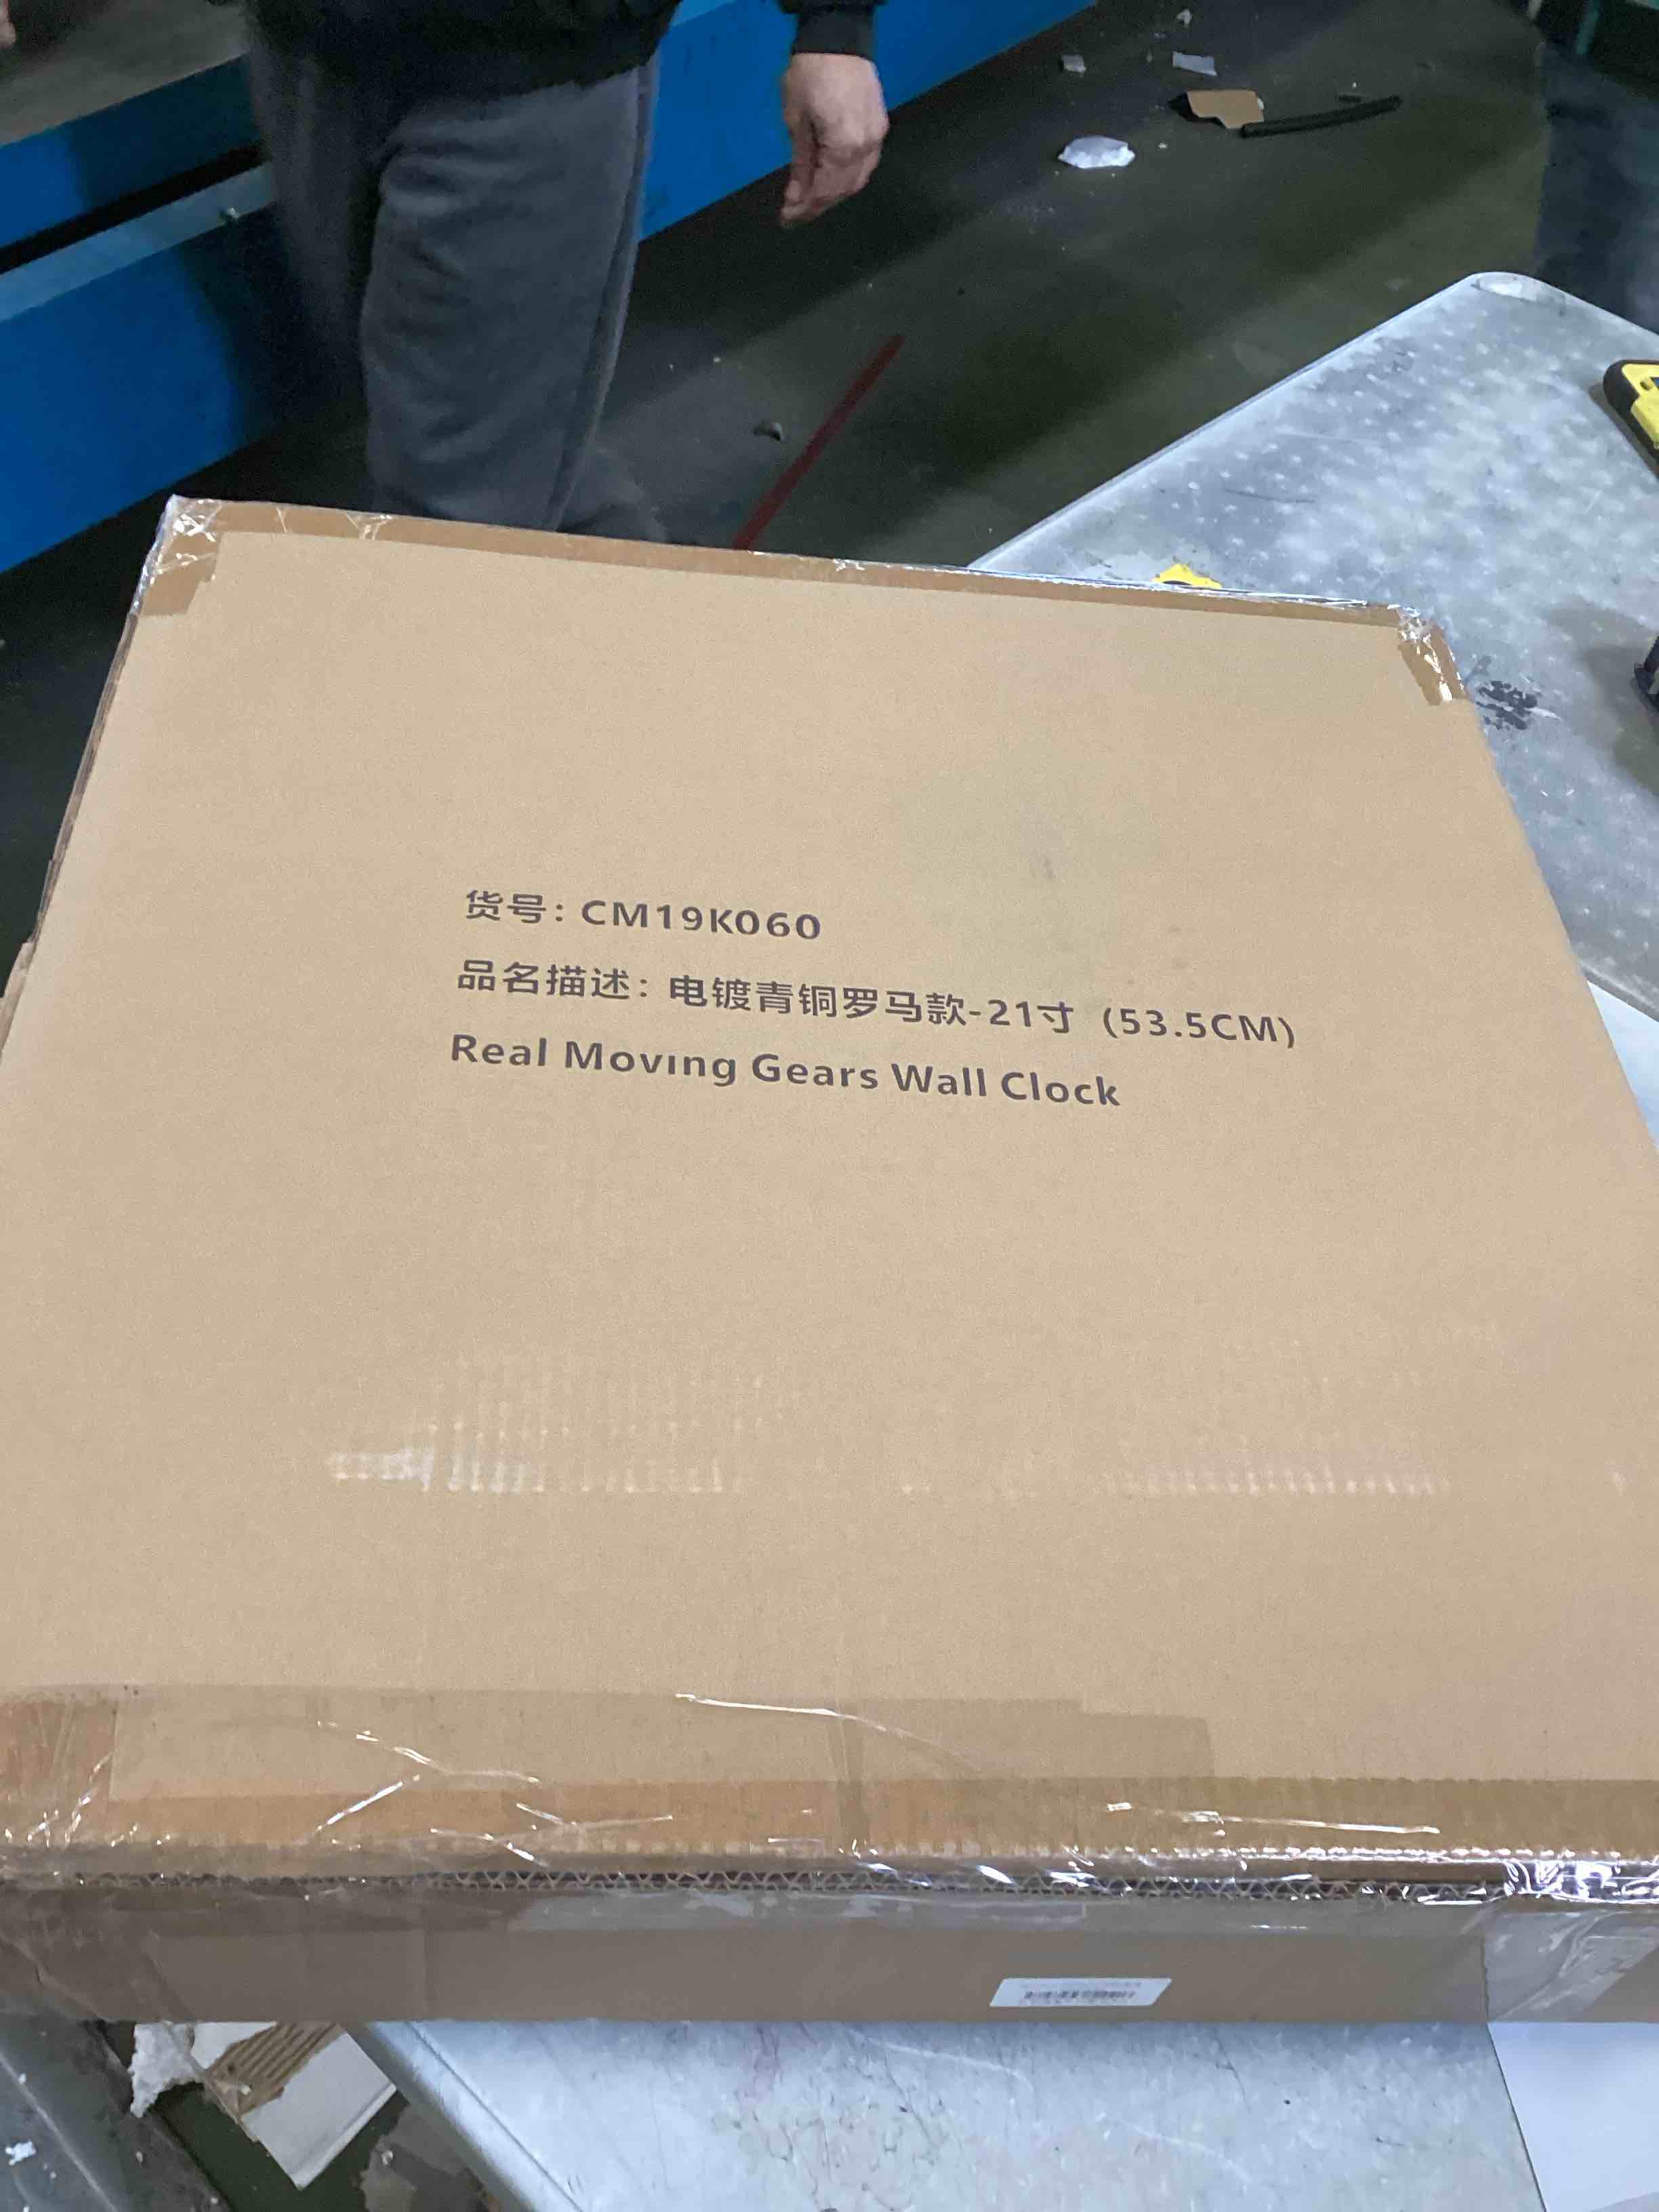 货号：CM19K060
品名描述：电镀青铜罗马款-21寸（53.5CM）
Real Moving Gears Wall Clock